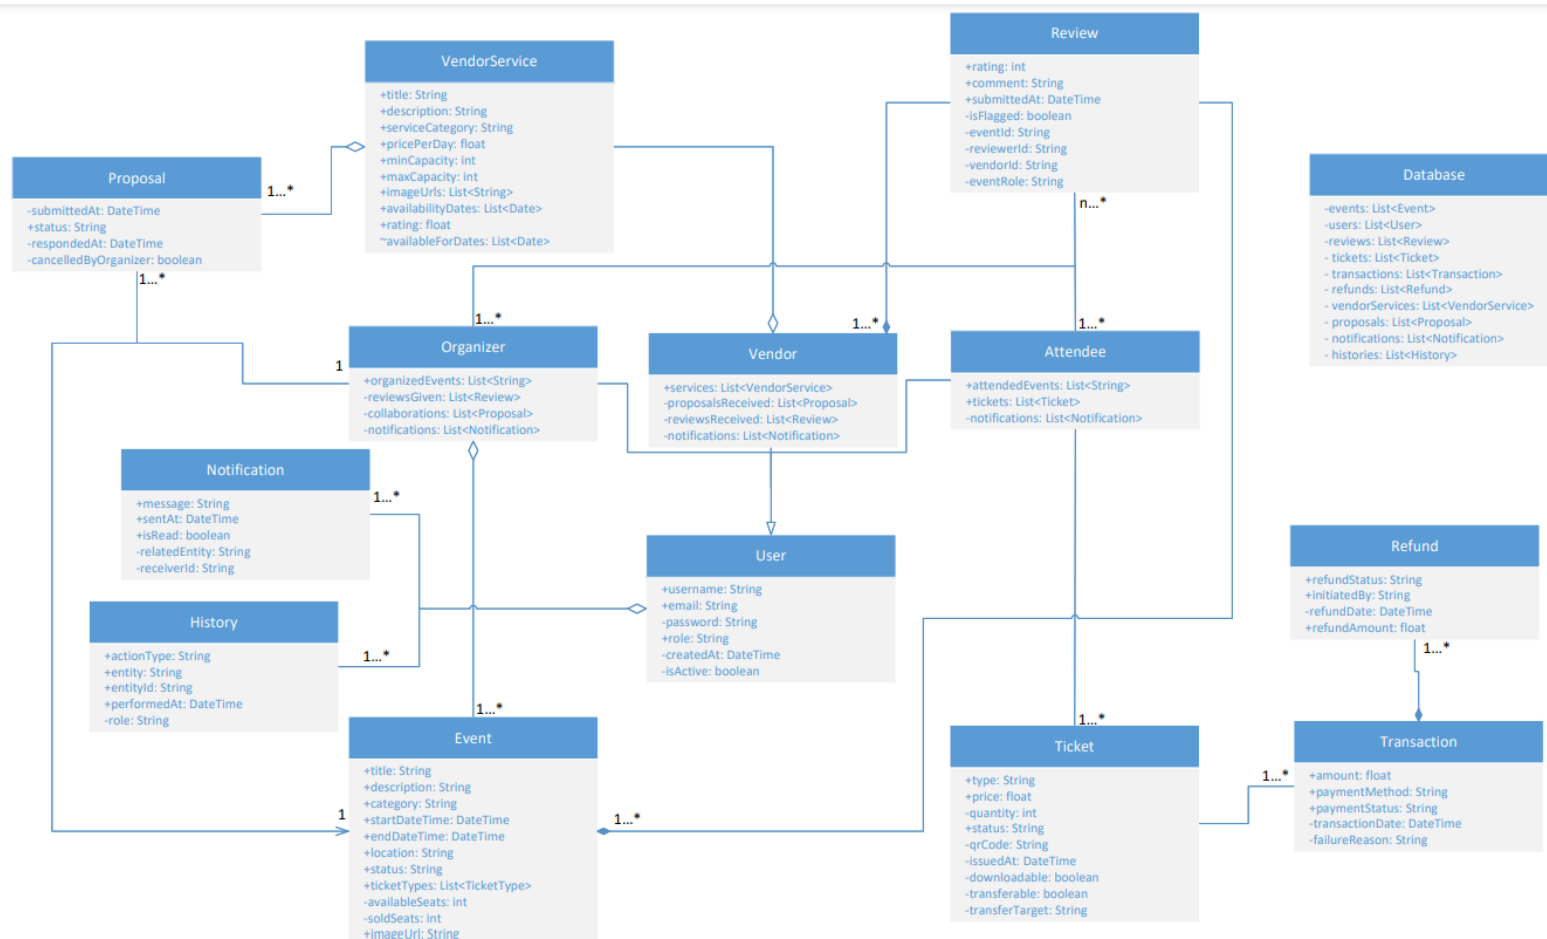 Review
+rating: int
+comment: String
+submittedAt: DateTime
-isFlagged: boolean
-eventId: String
-reviewerId: String
-vendorId: String
-eventRole: String
n...*
VendorService
+title: String
+description: String
+serviceCategory: String
+pricePerDay: float
+minCapacity: int
+maxCapacity: int
+imageUrls: List<String>
+availabilityDates: List<Date>
+rating: float
~availableForDates: List<Date>
Proposal
-submittedAt: DateTime
+status: String
-respondedAt: DateTime
-cancelledByOrganizer: boolean
1...*
1...*
Database
-events: List<Event>
-users: List<User>
-reviews: List<Review>
- tickets: List<Ticket>
- transactions: List<Transaction>
- refunds: List<Refund>
- vendorServices: List<VendorService>
- proposals: List<Proposal>
- notifications: List<Notification>
- histories: List<History>
1...*
1
Organizer
+organizedEvents: List<String>
-reviewsGiven: List<Review>
-collaborations: List<Proposal>
-notifications: List<Notification>
1...*
Vendor
+services: List<VendorService>
-proposalsReceived: List<Proposal>
-reviewsReceived: List<Review>
-notifications: List<Notification>
1...*
Attendee
+attendedEvents: List<String>
+tickets: List<Ticket>
-notifications: List<Notification>
Notification
+message: String
+sentAt: DateTime
+isRead: boolean
-relatedEntity: String
-receiverId: String
1...*
User
+username: String
+email: String
-password: String
+role: String
-createdAt: DateTime
-isActive: boolean
Refund
+refundStatus: String
+initiatedBy: String
-refundDate: DateTime
+refundAmount: float
1...*
History
+actionType: String
+entity: String
+entityId: String
+performedAt: DateTime
-role: String
1...*
1...*
1
Event
+title: String
+description: String
+category: String
+startDateTime: DateTime
+endDateTime: DateTime
+location: String
+status: String
+ticketTypes: List<TicketType>
-availableSeats: int
-soldSeats: int
+imageUrl: String
1...*
1...*
Ticket
+type: String
+price: float
-quantity: int
+status: String
-qrCode: String
-issuedAt: DateTime
-downloadable: boolean
-transferable: boolean
-transferTarget: String
1...*
Transaction
+amount: float
+paymentMethod: String
+paymentStatus: String
-transactionDate: DateTime
-failureReason: String